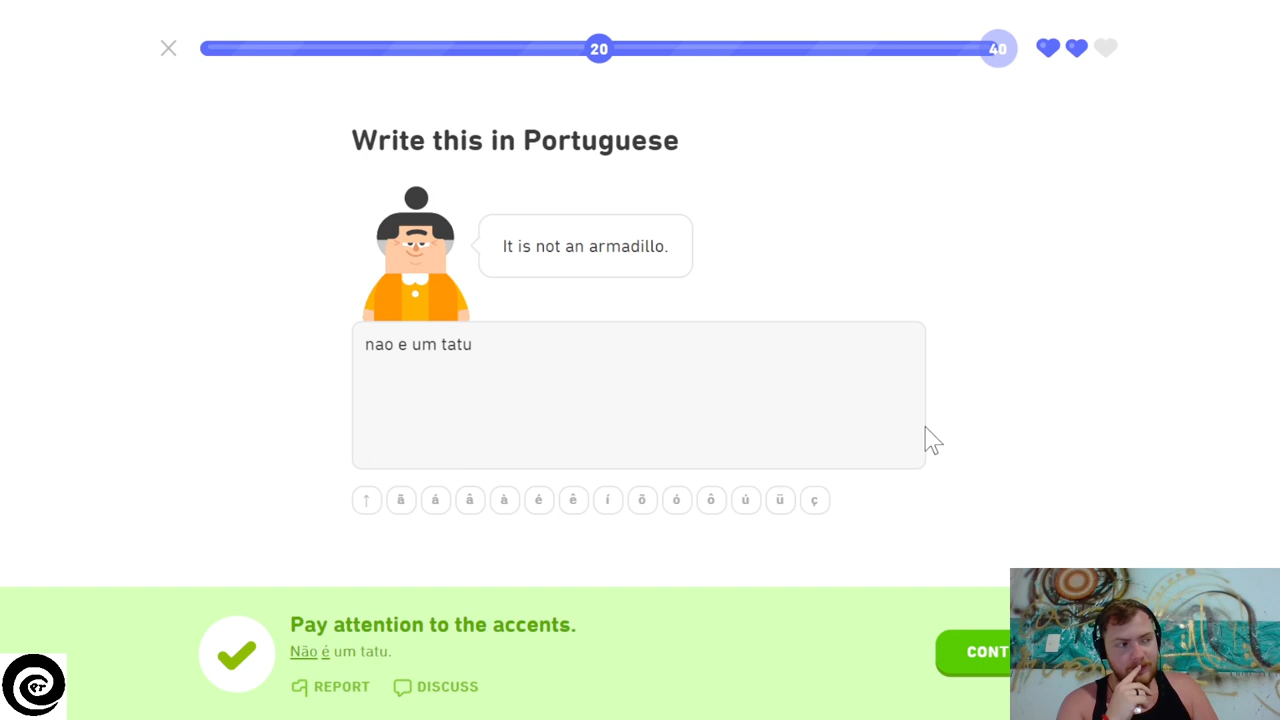 20
40
Write this in Portuguese
It is not an armadillo.
nao e um tatu
↑ ã á â à é ê í õ ó ô ú ü ç
Pay attention to the accents.
Não é um tatu.
REPORT DISCUSS
CONT